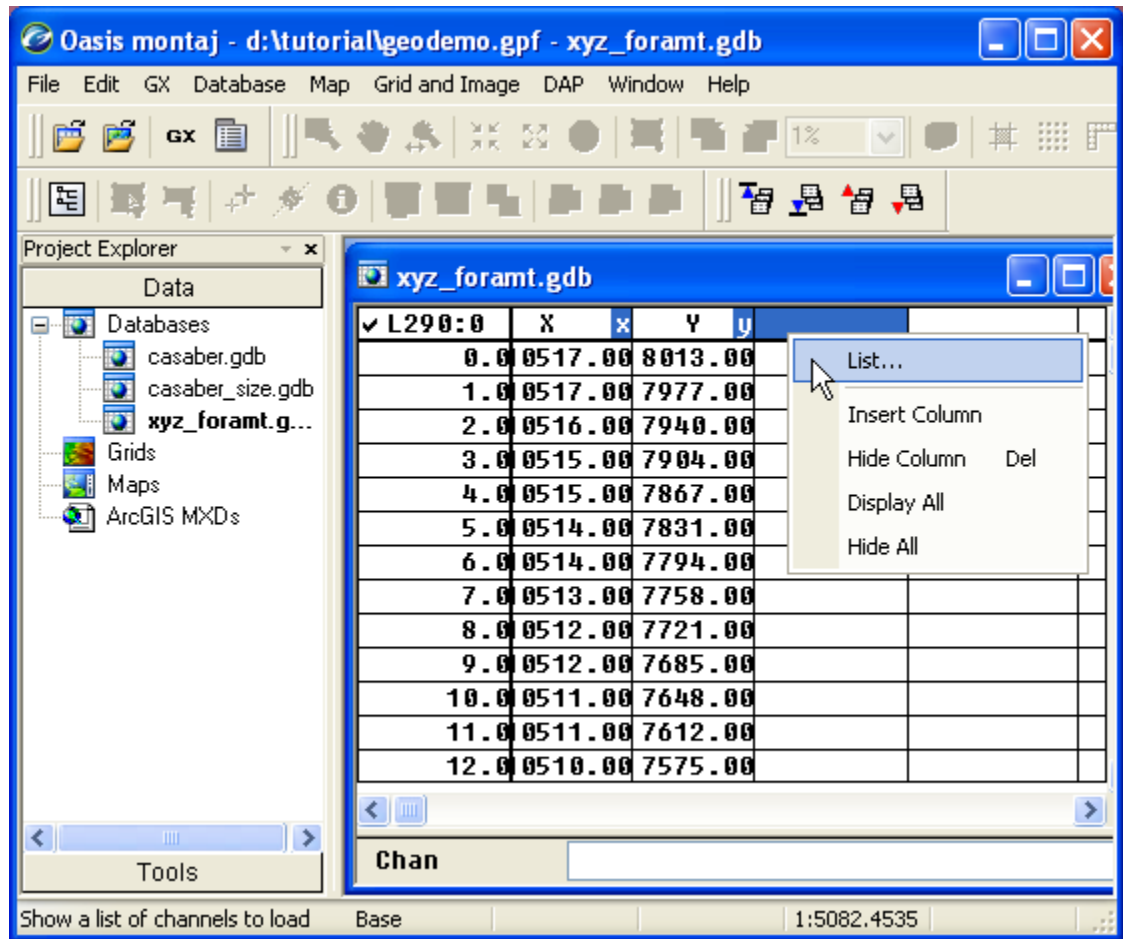 Oasis montaj - d:\tutorial\geodemo.gpf - xyz_foramt.gdb
File Edit GX Database Map Grid and Image DAP Window Help
GX 1%
Project Explorer
Data
Databases
casaber.gdb
casaber_size.gdb
xyz_foramt.g...
Grids
Maps
ArcGIS MXDs
Tools
xyz_foramt.gdb
L290:0 X x Y y
0.0 0517.00 8013.00
1.0 0517.00 7977.00
2.0 0516.00 7940.00
3.0 0515.00 7904.00
4.0 0515.00 7867.00
5.0 0514.00 7831.00
6.0 0514.00 7794.00
7.0 0513.00 7758.00
8.0 0512.00 7721.00
9.0 0512.00 7685.00
10.0 0511.00 7648.00
11.0 0511.00 7612.00
12.0 0510.00 7575.00
List...
Insert Column
Hide Column Del
Display All
Hide All
Chan
Show a list of channels to load Base 1:5082.4535